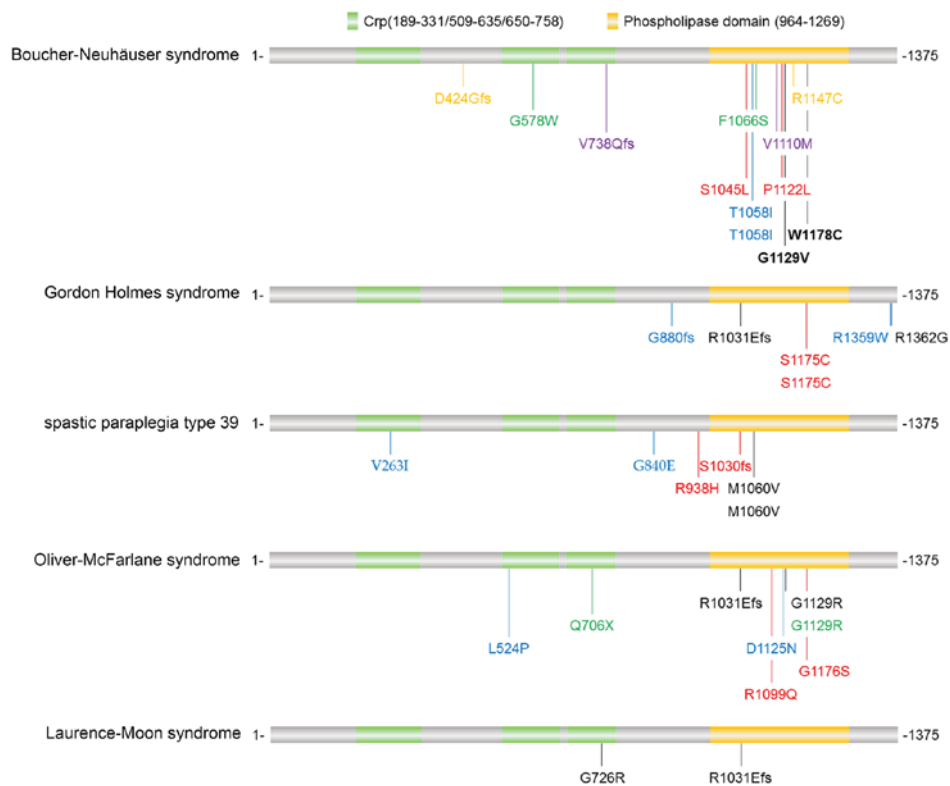 Crp(189-331/509-635/650-758) Phospholipase domain (964-1269)
Boucher-Neuhäuser syndrome 1- -1375
D424Gfs R1147C
G578W F1066S
V738Qfs V1110M
S1045L P1122L
T1058I
T1058I W1178C
G1129V
Gordon Holmes syndrome 1- -1375
G880fs R1031Efs R1359W R1362G
S1175C
S1175C
spastic paraplegia type 39 1- -1375
V263I G840E S1030fs
R938H M1060V
M1060V
Oliver-McFarlane syndrome 1- -1375
R1031Efs G1129R
Q706X G1129R
L524P D1125N
G1176S
R1099Q
Laurence-Moon syndrome 1- -1375
G726R R1031Efs